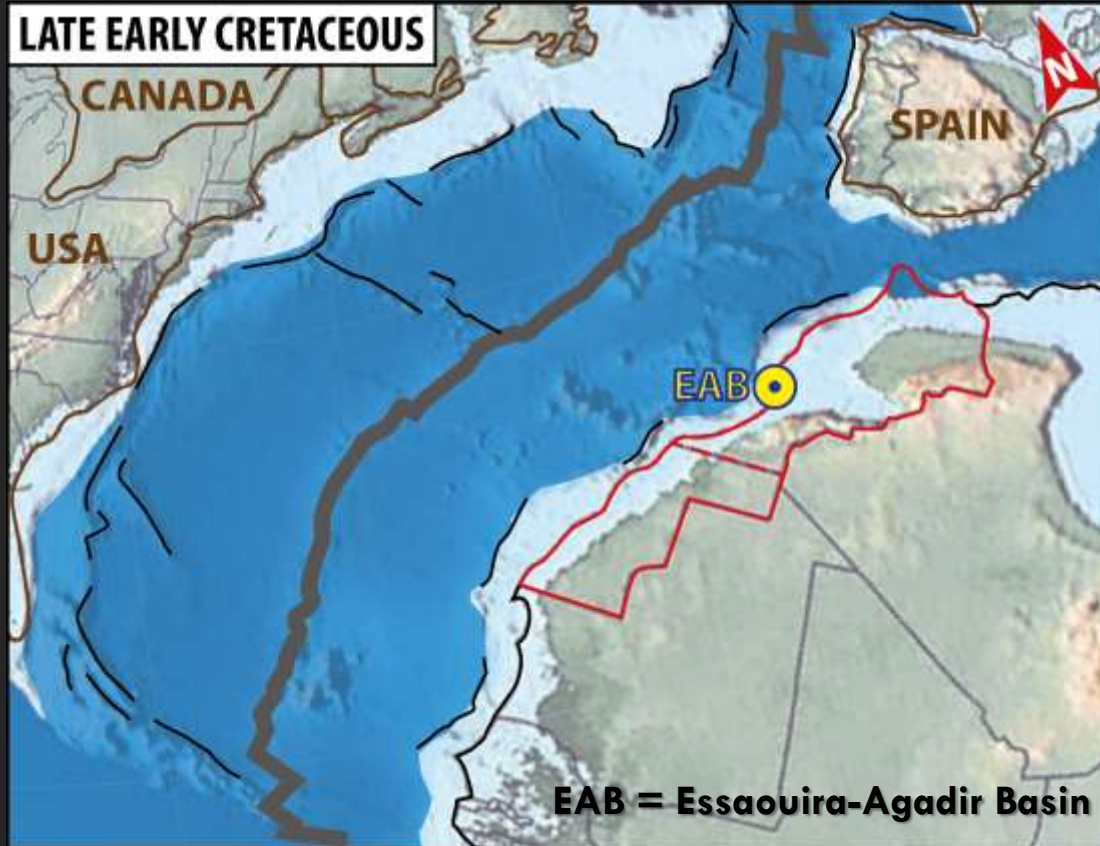 LATE EARLY CRETACEOUS
CANADA
N
SPAIN
USA
EAB
EAB = Essaouira-Agadir Basin